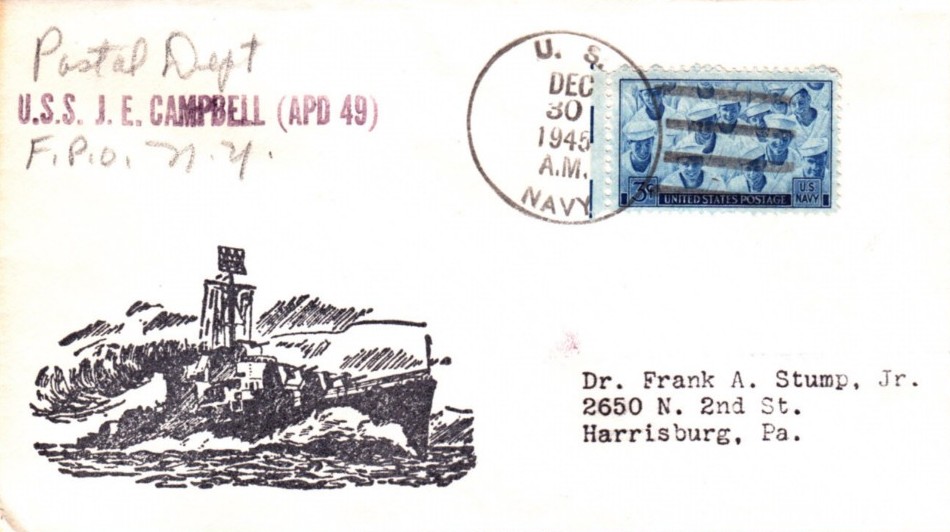 Postal Dept
U.S.S. J. E. CAMPBELL (APD 49)
F.P.O. N.Y.
U. S.
DEC
30
1945
A.M.
NAVY
3¢
UNITED STATES POSTAGE
U S
NAVY
Dr. Frank A. Stump, Jr.
2650 N. 2nd St.
Harrisburg, Pa.